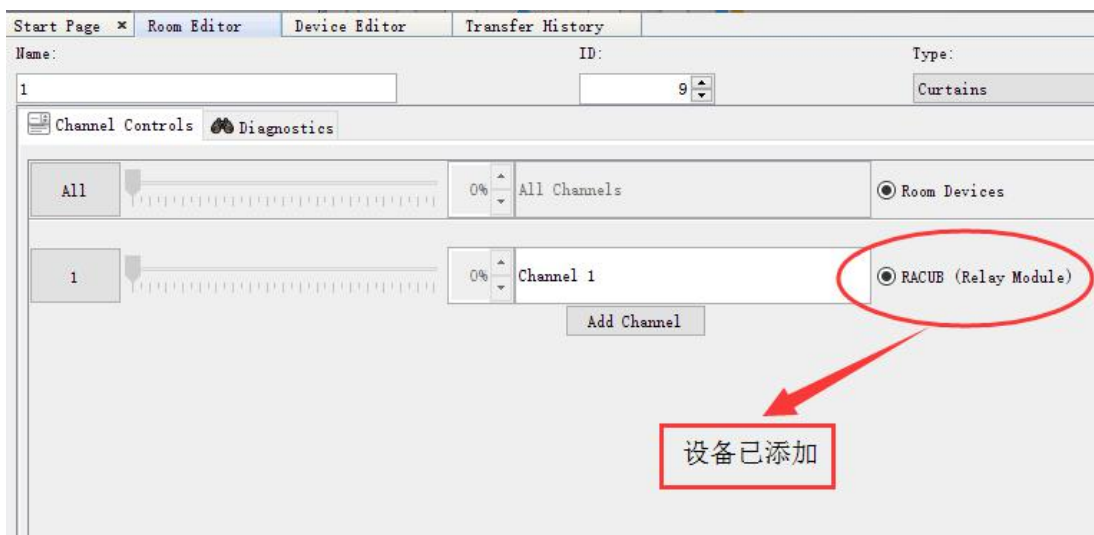 Start Page × Room Editor Device Editor Transfer History
Name: ID: Type:
1 9 Curtains
Channel Controls Diagnostics
All 0% All Channels Room Devices
1 0% Channel 1 RACUB (Relay Module)
Add Channel
设备已添加